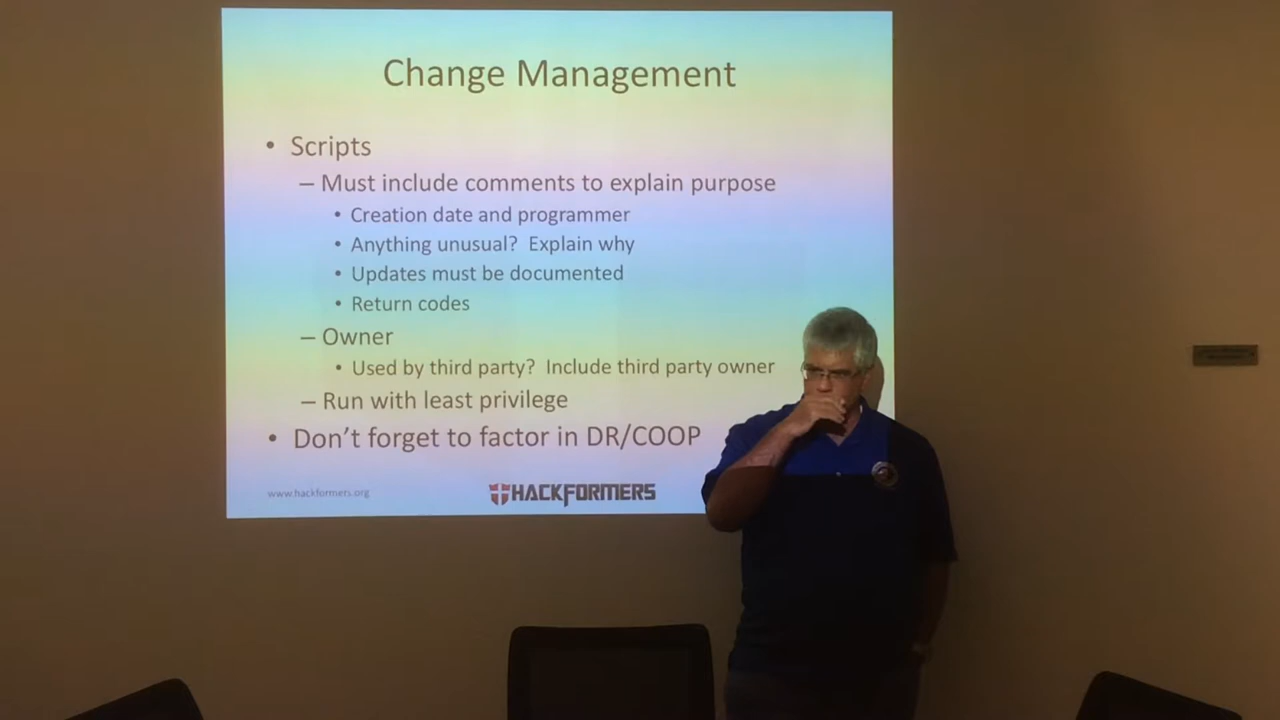 Change Management
• Scripts
– Must include comments to explain purpose
• Creation date and programmer
• Anything unusual? Explain why
• Updates must be documented
• Return codes
– Owner
• Used by third party? Include third party owner
– Run with least privilege
• Don't forget to factor in DR/COOP
www.hackformers.org
HACKFORMERS